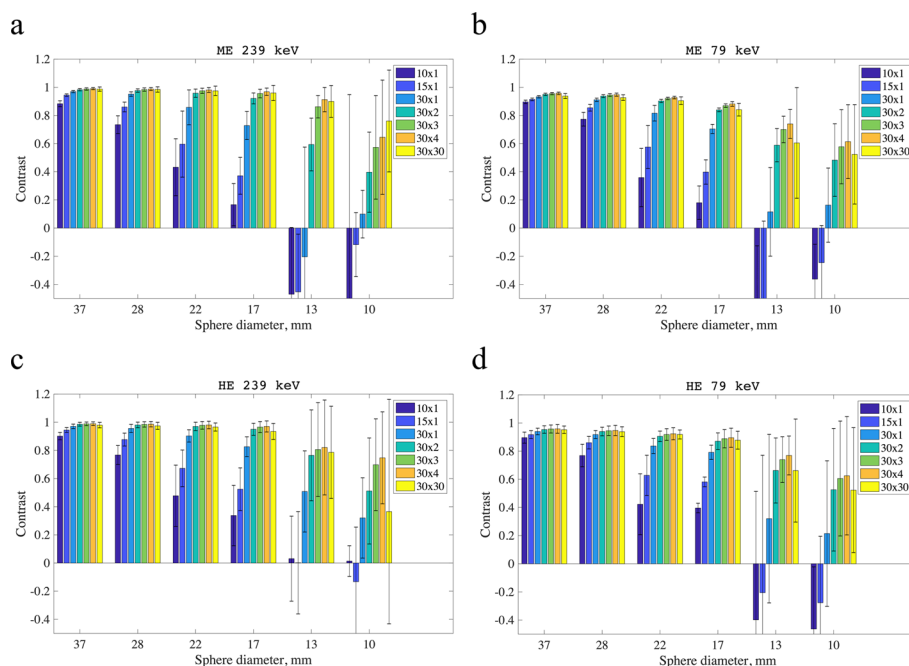 a
ME 239 keV
Contrast
1.2
1
0.8
0.6
0.4
0.2
0
-0.2
-0.4
37
28
22
17
13
10
Sphere diameter, mm
10x1
15x1
30x1
30x2
30x3
30x4
30x30
b
ME 79 keV
Contrast
1.2
1
0.8
0.6
0.4
0.2
0
-0.2
-0.4
37
28
22
17
13
10
Sphere diameter, mm
10x1
15x1
30x1
30x2
30x3
30x4
30x30
c
HE 239 keV
Contrast
1.2
1
0.8
0.6
0.4
0.2
0
-0.2
-0.4
37
28
22
17
13
10
Sphere diameter, mm
10x1
15x1
30x1
30x2
30x3
30x4
30x30
d
HE 79 keV
Contrast
1.2
1
0.8
0.6
0.4
0.2
0
-0.2
-0.4
37
28
22
17
13
10
Sphere diameter, mm
10x1
15x1
30x1
30x2
30x3
30x4
30x30